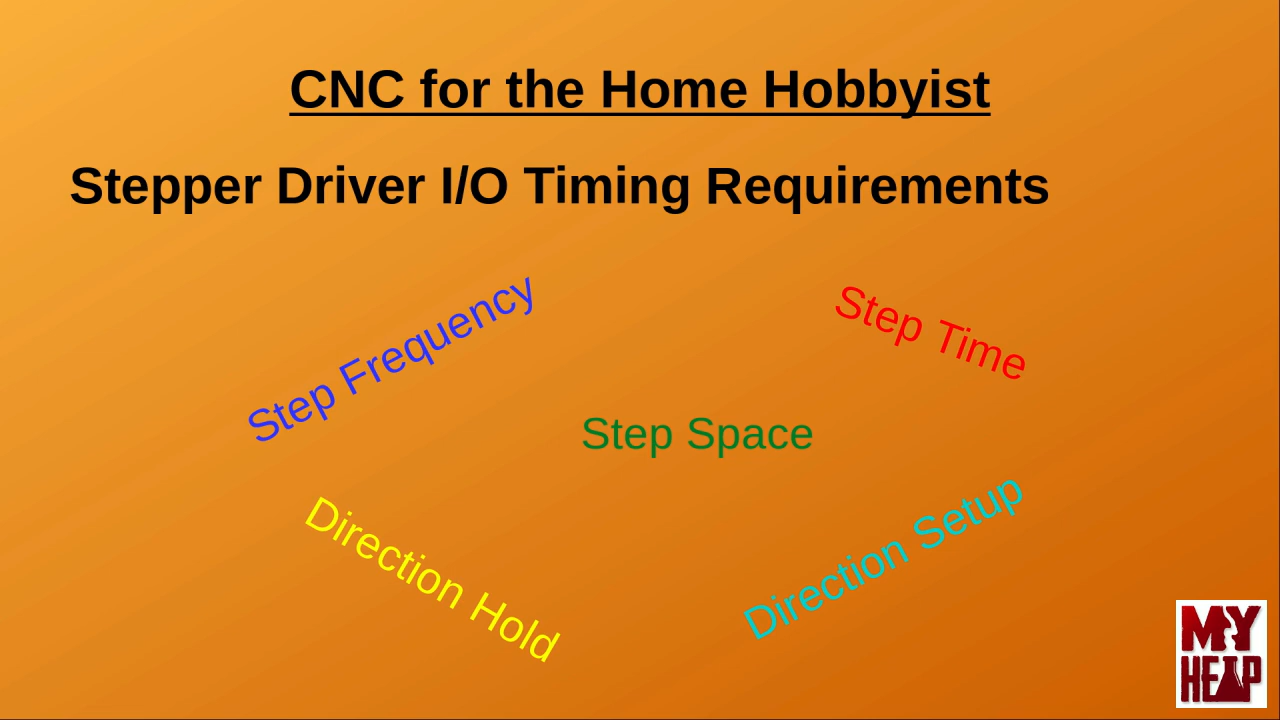 CNC for the Home Hobbyist
Stepper Driver I/O Timing Requirements
Step Frequency
Step Time
Step Space
Direction Hold
Direction Setup
MY
HEAP